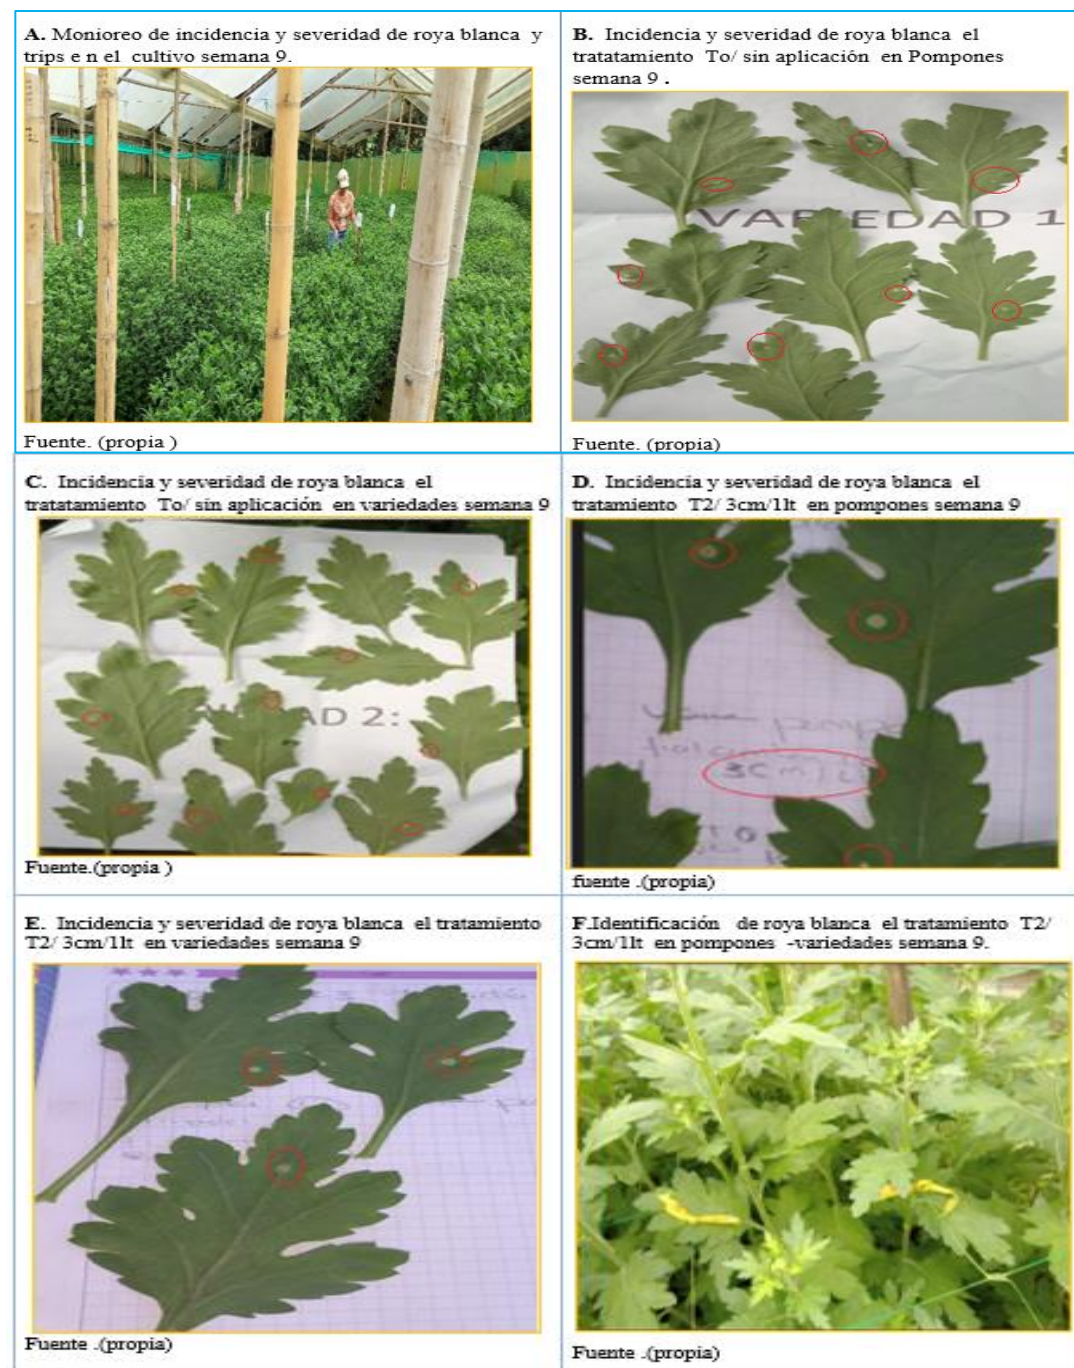 A. Monioreo de incidencia y severidad de roya blanca y
trips e n el cultivo semana 9.
Fuente. (propia )
B. Incidencia y severidad de roya blanca el
tratatamiento To/ sin aplicación en Pompones
semana 9 .
VARIEDAD 1
Fuente. (propia)
C. Incidencia y severidad de roya blanca el
tratatamiento To/ sin aplicación en variedades semana 9
AD 2:
Fuente.(propia )
D. Incidencia y severidad de roya blanca el
tratamiento T2/ 3cm/1lt en pompones semana 9
3cm/L
fuente .(propia)
E. Incidencia y severidad de roya blanca el tratamiento
T2/ 3cm/1lt en variedades semana 9
Fuente .(propia)
F.Identificación de roya blanca el tratamiento T2/
3cm/1lt en pompones -variedades semana 9.
Fuente .(propia)